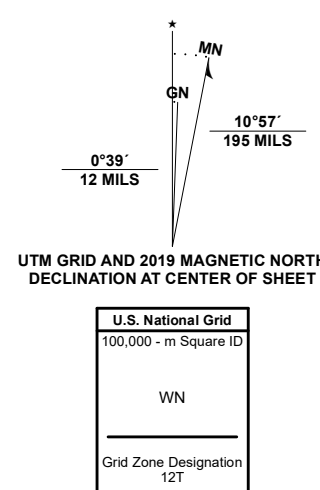 ★
MN
GN
10°57´
195 MILS
0°39´
12 MILS
UTM GRID AND 2019 MAGNETIC NORTH
DECLINATION AT CENTER OF SHEET
U.S. National Grid
100,000 - m Square ID
WN
Grid Zone Designation
12T